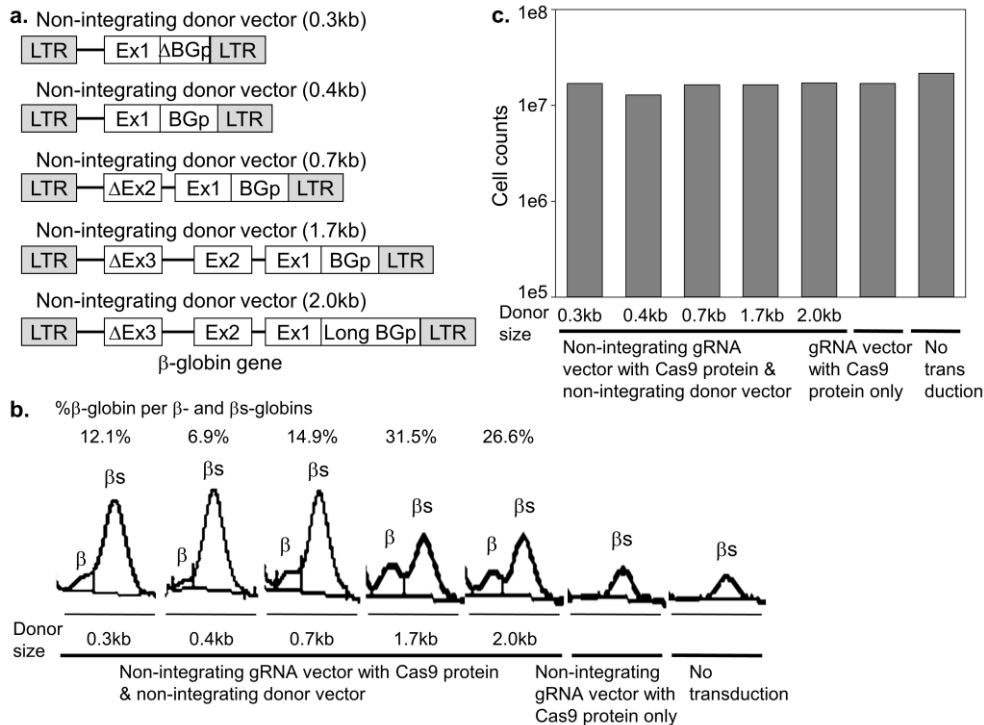 a.
Non-integrating donor vector (0.3kb)
LTR Ex1 ΔBGp LTR
Non-integrating donor vector (0.4kb)
LTR Ex1 BGp LTR
Non-integrating donor vector (0.7kb)
LTR ΔEx2 Ex1 BGp LTR
Non-integrating donor vector (1.7kb)
LTR ΔEx3 Ex2 Ex1 BGp LTR
Non-integrating donor vector (2.0kb)
LTR ΔEx3 Ex2 Ex1 Long BGp LTR
β-globin gene
b.
%β-globin per β- and βs-globins
12.1% 6.9% 14.9% 31.5% 26.6%
β βs β βs β βs β βs β βs βs βs
Donor
size
0.3kb 0.4kb 0.7kb 1.7kb 2.0kb
Non-integrating gRNA vector with Cas9 protein
& non-integrating donor vector
Non-integrating
gRNA vector with
Cas9 protein only
No
transduction
c.
Cell counts
1e8
1e7
1e6
1e5
Donor
size
0.3kb 0.4kb 0.7kb 1.7kb 2.0kb
Non-integrating gRNA
vector with Cas9 protein &
non-integrating donor vector
gRNA vector
with Cas9
protein only
No
trans
duction